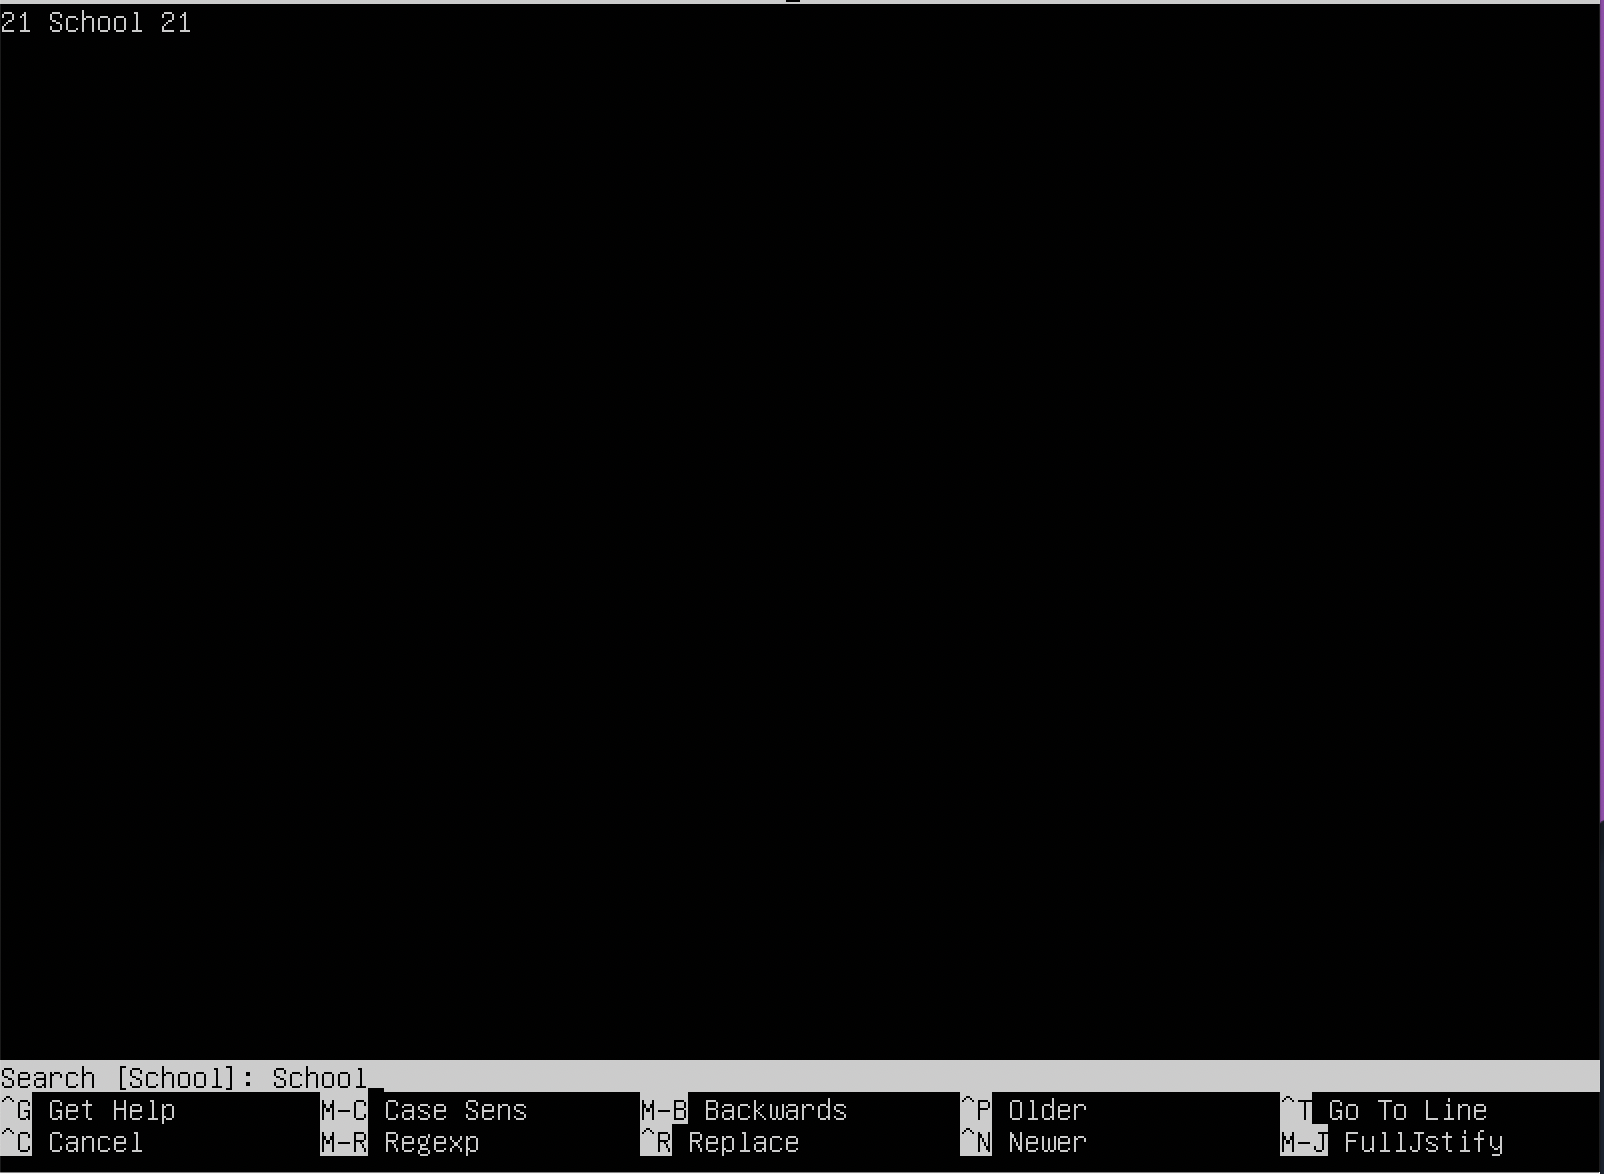 21 School 21
Search [School]: School
^G Get Help M-C Case Sens M-B Backwards ^P Older ^T Go To Line
^C Cancel M-R Regexp ^R Replace ^N Newer M-J FullJstify